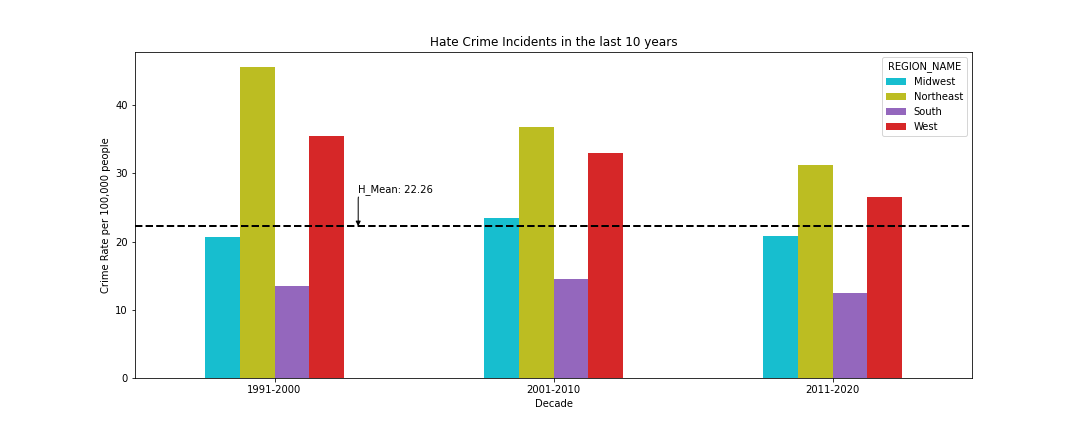 Hate Crime Incidents in the last 10 years
REGION_NAME
Midwest
Northeast
South
West
Crime Rate per 100,000 people
40
30
20
10
0
H_Mean: 22.26
1991-2000
2001-2010
2011-2020
Decade